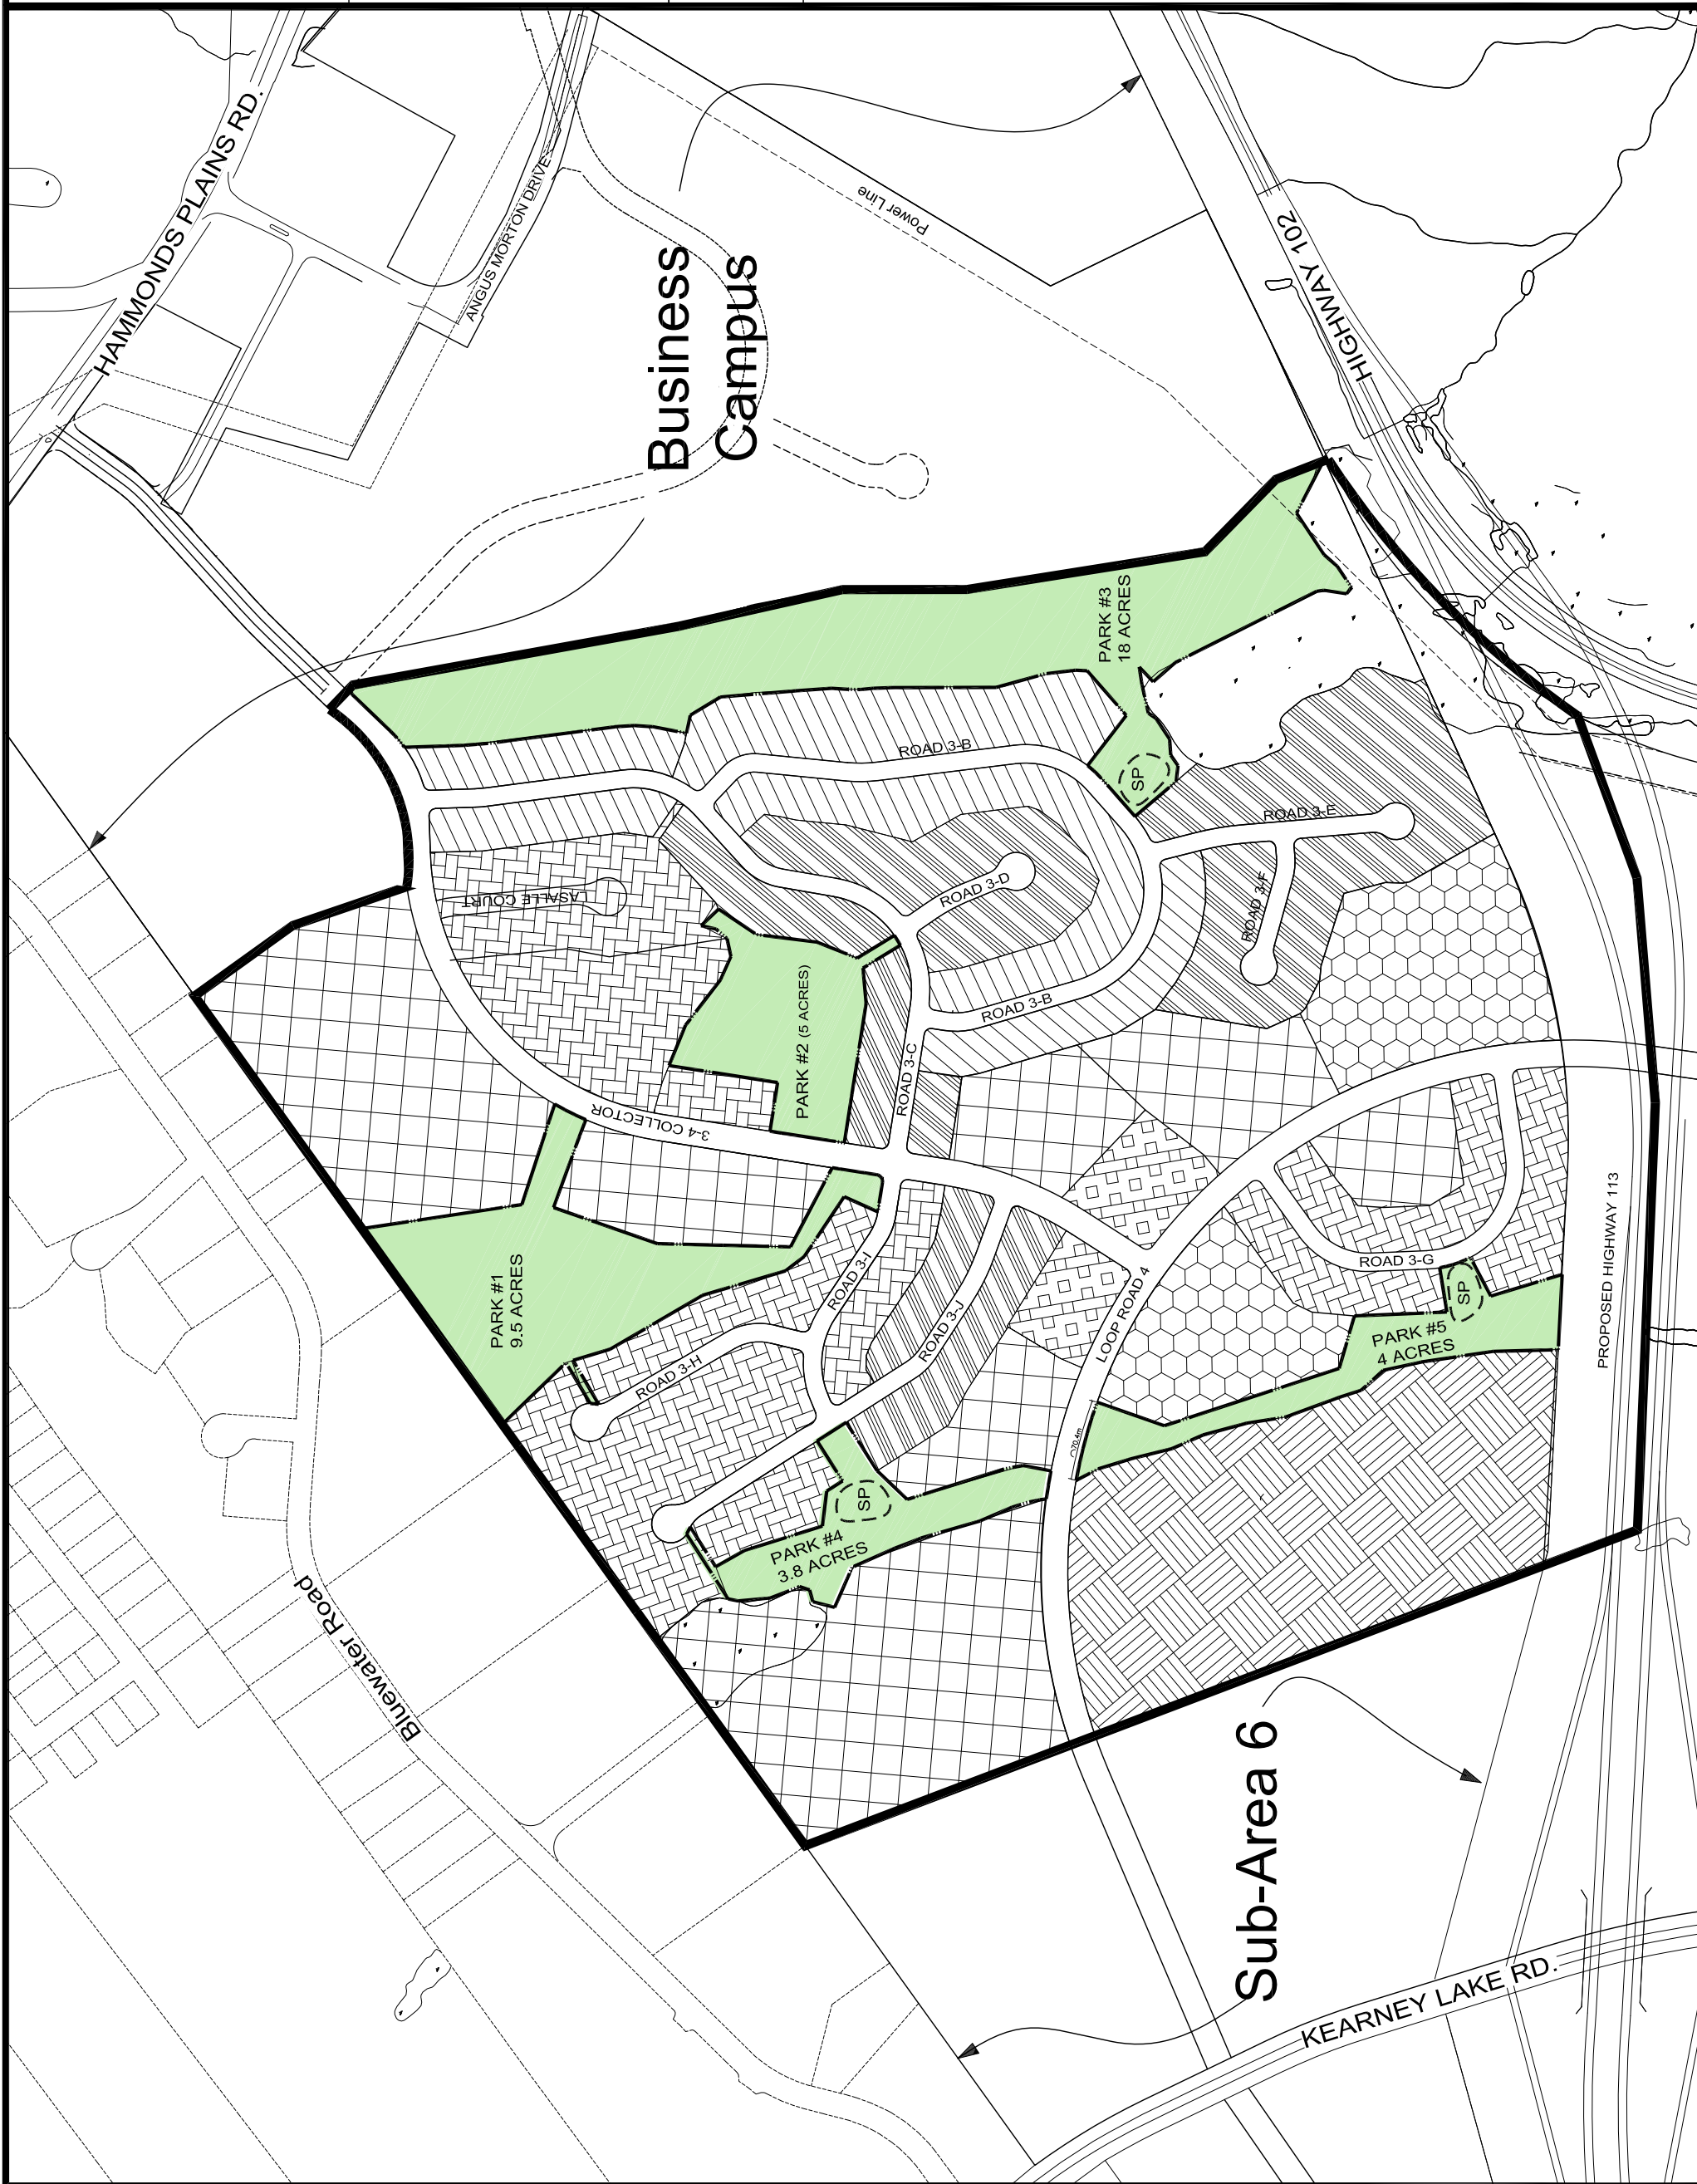 HAMMONDS PLAINS RD.
ANGUS MORTON DRIVE
Power Line
HIGHWAY 102
Business
Campus
PARK #3
18 ACRES
ROAD 3-B
SP
ROAD 3-E
ROAD 3-D
LASALLE COURT
ROAD 3-F
PARK #2 (5 ACRES)
ROAD 3-B
ROAD 3-C
3-4 COLLECTOR
PARK #1
9.5 ACRES
ROAD 3-I
ROAD 3-J
ROAD 3-H
LOOP ROAD 4
ROAD 3-G
SP
PARK #5
4 ACRES
PROPOSED HIGHWAY 113
70.4m
SP
PARK #4
3.8 ACRES
Bluewater Road
Sub-Area 6
KEARNEY LAKE RD.